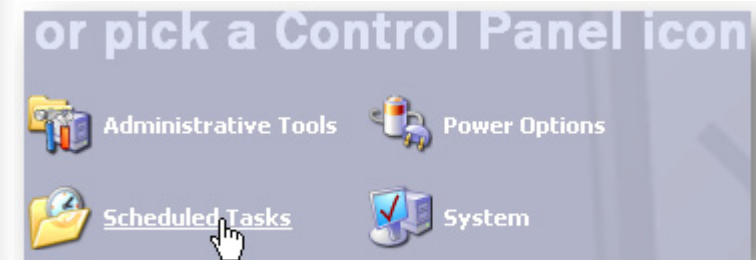 or pick a Control Panel icon
Administrative Tools
Power Options
Scheduled Tasks
System